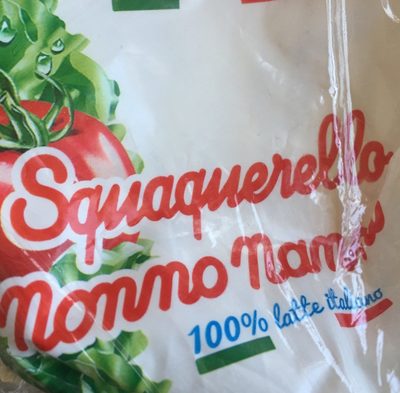 Squaquerello
Nonno Nanni
100% latte italiano